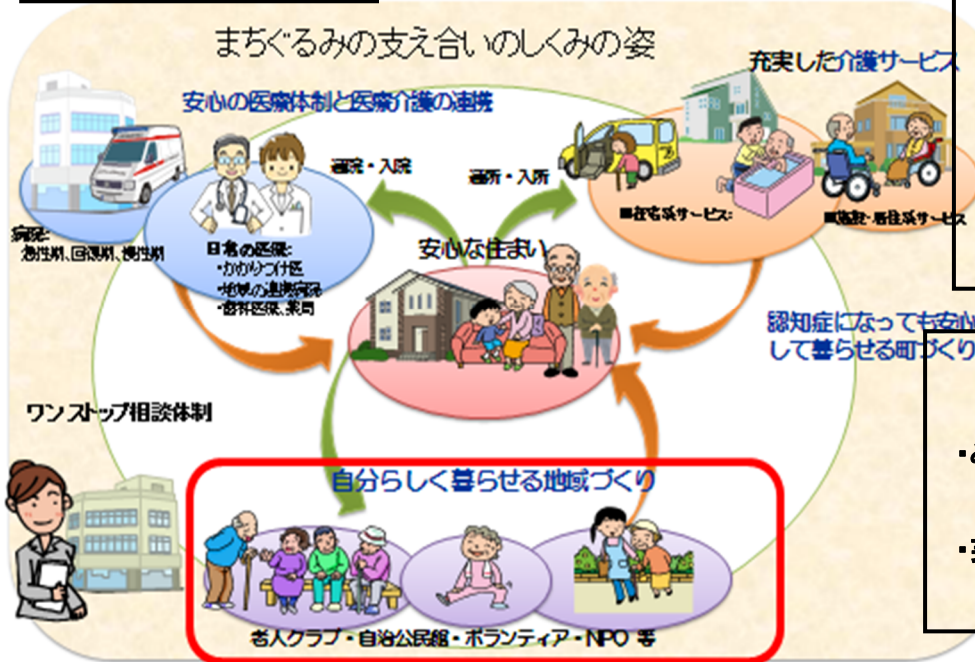 まちぐるみの支え合いのしくみの姿
充実した介護サービス
安心の医療体制と医療介護の連携
通院・入院
通所・入所
■在宅系サービス:
■施設・居住系サービス
病院:
急性期、回復期、慢性期
日常の医療:
・かかりつけ医
・地域の連携病院
・歯科医療、薬局
安心な住まい
認知症になっても安心
して暮らせる町づくり
ワンストップ相談体制
自分らしく暮らせる地域づくり
老人クラブ・自治公民館・ボランティア・NPO 等